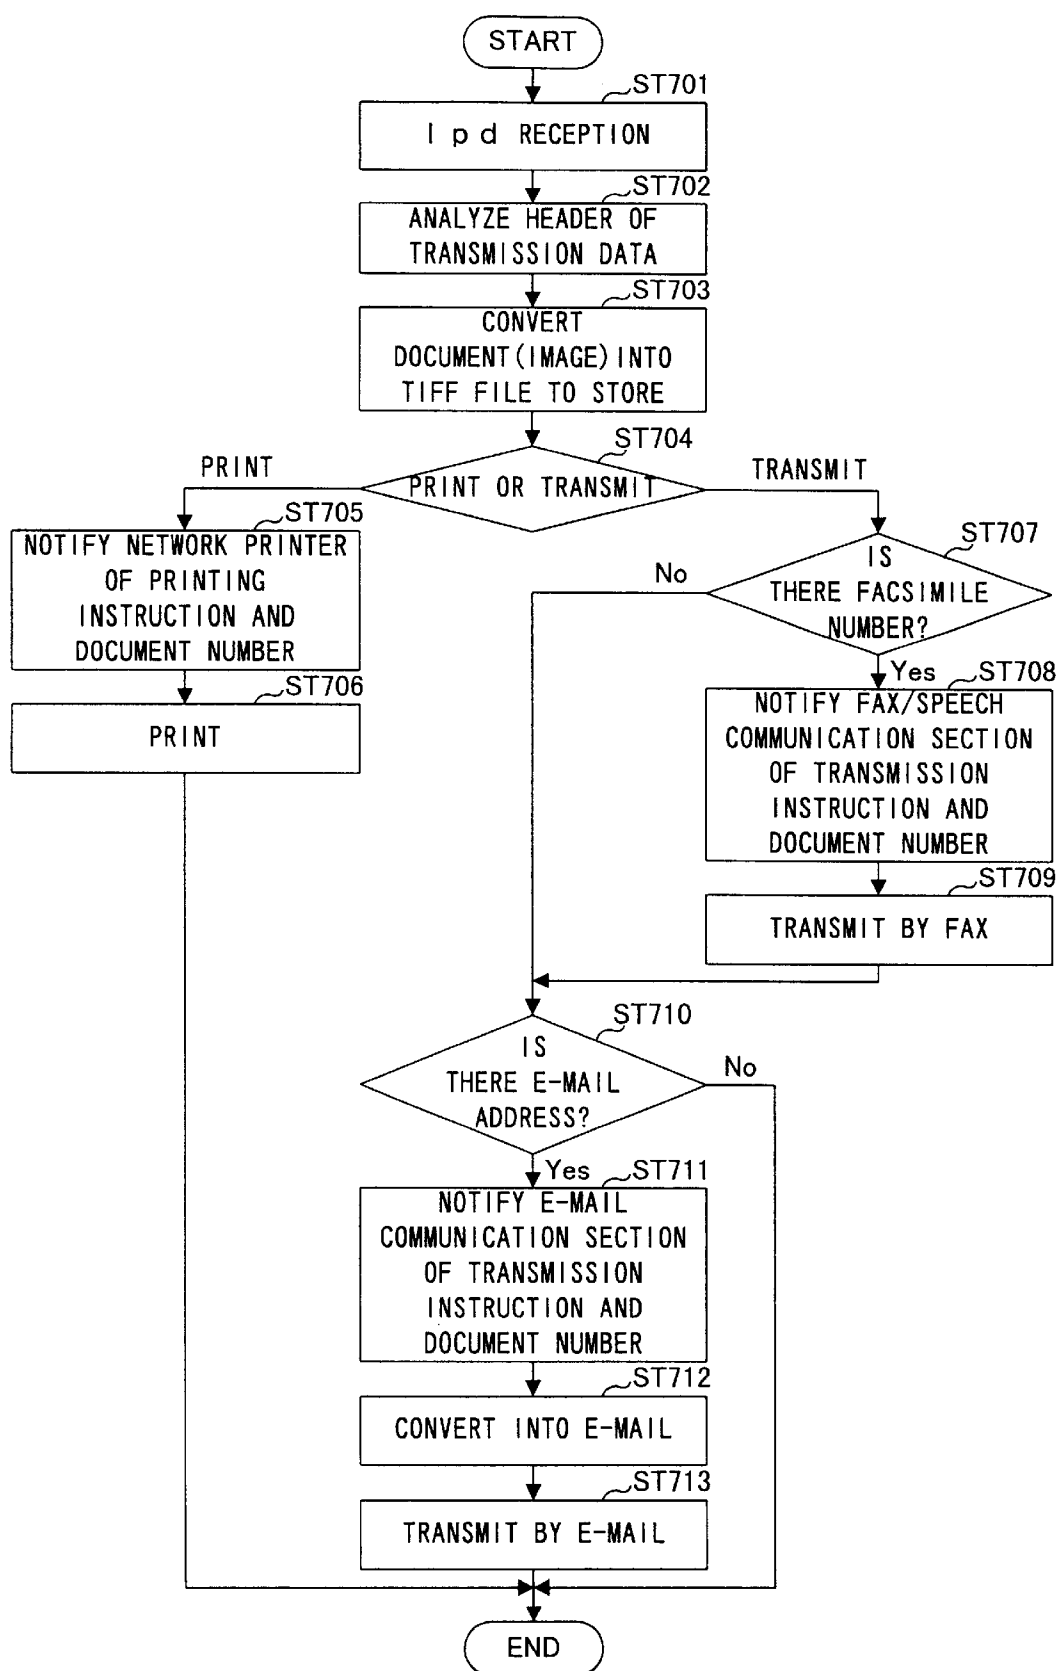 START
ST701
lpd RECEPTION
ST702
ANALYZE HEADER OF
TRANSMISSION DATA
ST703
CONVERT
DOCUMENT(IMAGE)INTO
TIFF FILE TO STORE
ST704
PRINT OR TRANSMIT
PRINT
TRANSMIT
ST705
NOTIFY NETWORK PRINTER
OF PRINTING
INSTRUCTION AND
DOCUMENT NUMBER
ST706
PRINT
ST707
IS
THERE FACSIMILE
NUMBER?
No
Yes
ST708
NOTIFY FAX/SPEECH
COMMUNICATION SECTION
OF TRANSMISSION
INSTRUCTION AND
DOCUMENT NUMBER
ST709
TRANSMIT BY FAX
ST710
IS
THERE E-MAIL
ADDRESS?
No
Yes
ST711
NOTIFY E-MAIL
COMMUNICATION SECTION
OF TRANSMISSION
INSTRUCTION AND
DOCUMENT NUMBER
ST712
CONVERT INTO E-MAIL
ST713
TRANSMIT BY E-MAIL
END